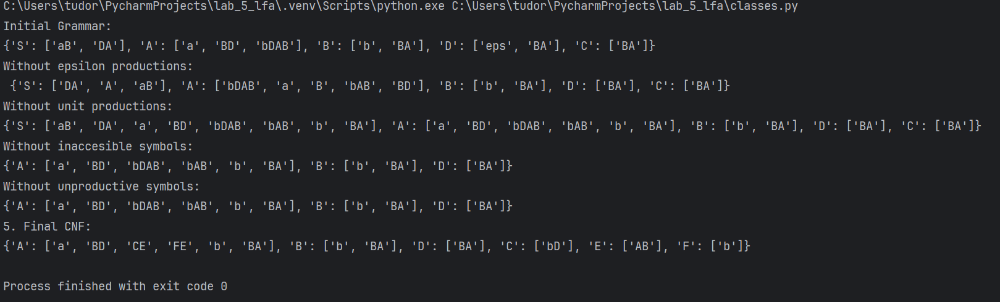 C:\Users\tudor\PycharmProjects\lab_5_lfa\.venv\Scripts\python.exe C:\Users\tudor\PycharmProjects\lab_5_lfa\classes.py
Initial Grammar:
{'S': ['aB', 'DA'], 'A': ['a', 'BD', 'bDAB'], 'B': ['b', 'BA'], 'D': ['eps', 'BA'], 'C': ['BA']}
Without epsilon productions:
 {'S': ['DA', 'A', 'aB'], 'A': ['bDAB', 'a', 'B', 'bAB', 'BD'], 'B': ['b', 'BA'], 'D': ['BA'], 'C': ['BA']}
Without unit productions:
{'S': ['aB', 'DA', 'a', 'BD', 'bDAB', 'bAB', 'b', 'BA'], 'A': ['a', 'BD', 'bDAB', 'bAB', 'b', 'BA'], 'B': ['b', 'BA'], 'D': ['BA'], 'C': ['BA']}
Without inaccesible symbols:
{'A': ['a', 'BD', 'bDAB', 'bAB', 'b', 'BA'], 'B': ['b', 'BA'], 'D': ['BA']}
Without unproductive symbols:
{'A': ['a', 'BD', 'bDAB', 'bAB', 'b', 'BA'], 'B': ['b', 'BA'], 'D': ['BA']}
5. Final CNF:
{'A': ['a', 'BD', 'CE', 'FE', 'b', 'BA'], 'B': ['b', 'BA'], 'D': ['BA'], 'C': ['bD'], 'E': ['AB'], 'F': ['b']}
Process finished with exit code 0